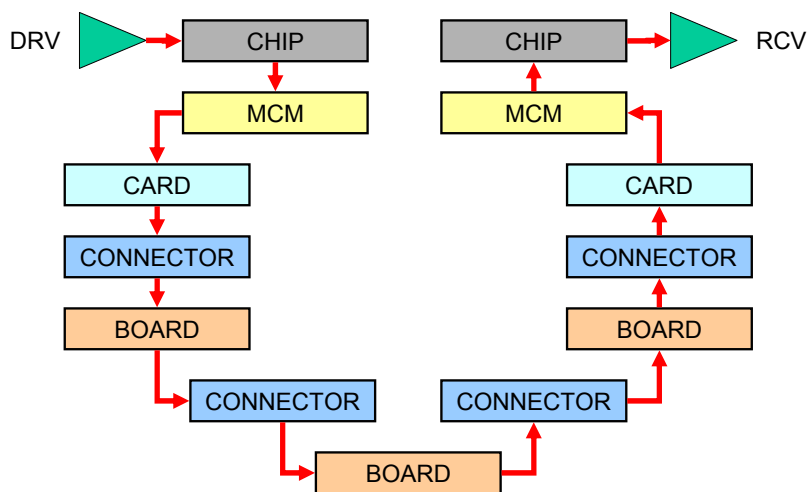 DRV
CHIP
CHIP
RCV
MCM
MCM
CARD
CARD
CONNECTOR
CONNECTOR
BOARD
BOARD
CONNECTOR
CONNECTOR
BOARD